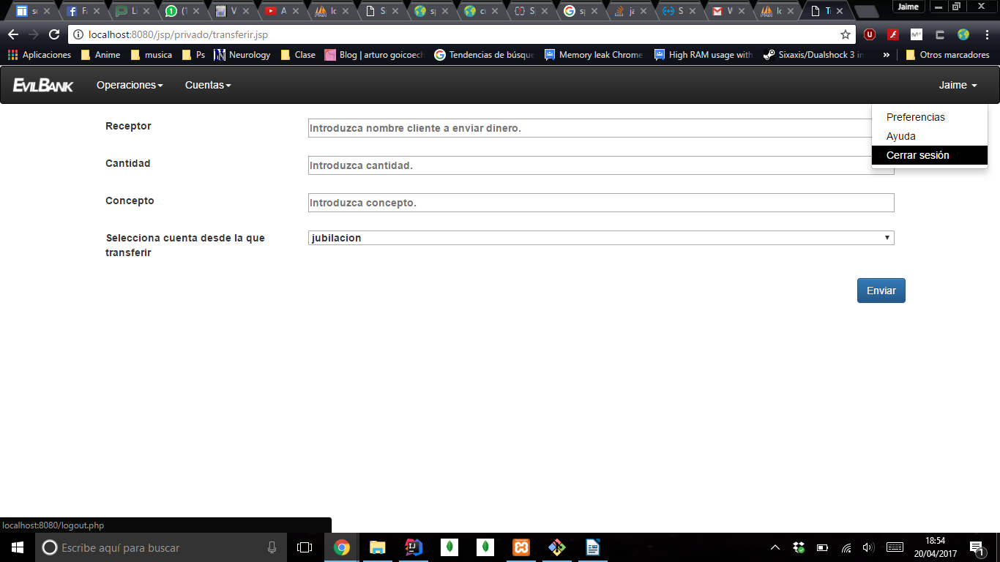 Jaime
localhost:8080/jsp/privado/transferir.jsp
Aplicaciones Anime musica Ps Neurology Clase Blog | arturo goicoech Tendencias de búsque Memory leak Chrome High RAM usage with Sixaxis/Dualshock 3 in » Otros marcadores
EVILBANK Operaciones Cuentas Jaime
Preferencias
Ayuda
Cerrar sesión
Receptor Introduzca nombre cliente a enviar dinero.
Cantidad Introduzca cantidad.
Concepto Introduzca concepto.
Selecciona cuenta desde la que
transferir
jubilacion
Enviar
localhost:8080/logout.php
Escribe aquí para buscar
18:54
20/04/2017
1